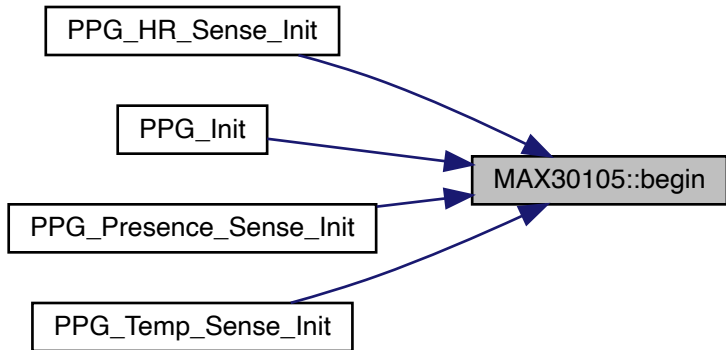 PPG_HR_Sense_Init
PPG_Init
MAX30105::begin
PPG_Presence_Sense_Init
PPG_Temp_Sense_Init